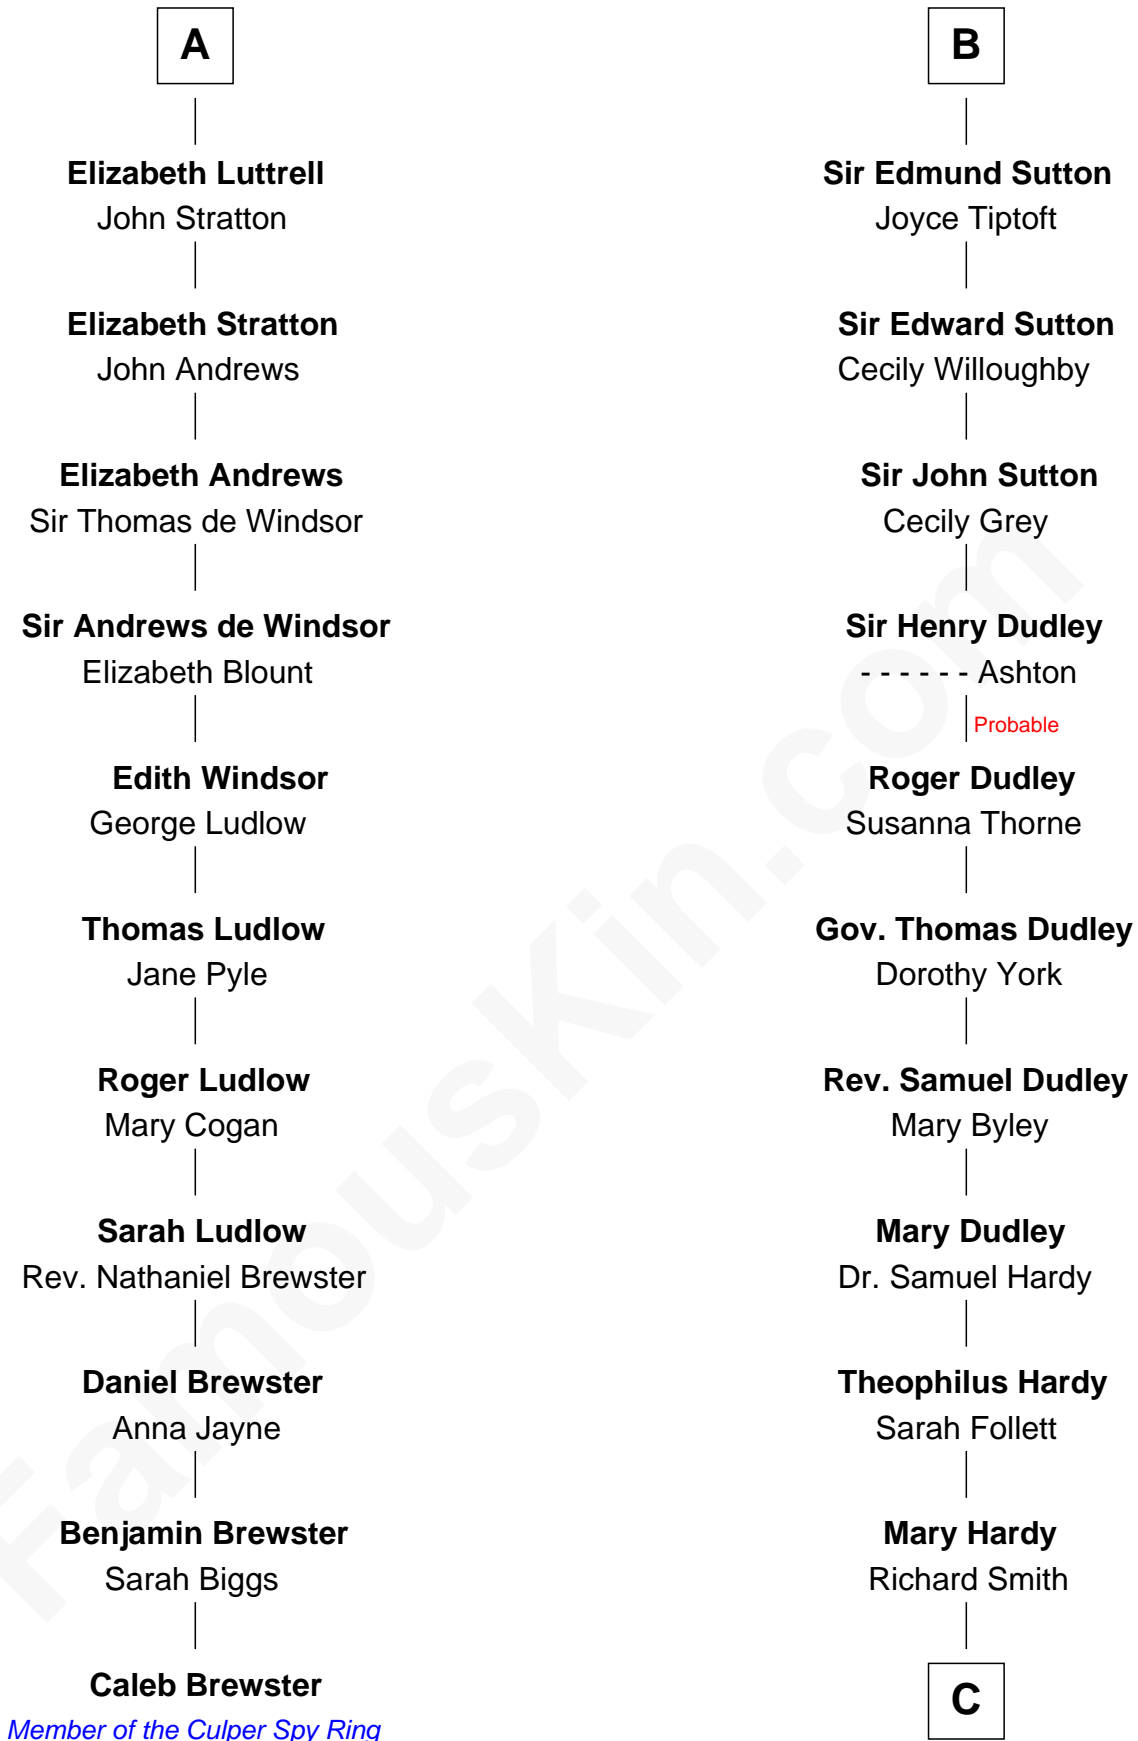 A
Elizabeth Luttrell
John Stratton
Elizabeth Stratton
John Andrews
Elizabeth Andrews
Sir Thomas de Windsor
Sir Andrews de Windsor
Elizabeth Blount
Edith Windsor
George Ludlow
Thomas Ludlow
Jane Pyle
Roger Ludlow
Mary Cogan
Sarah Ludlow
Rev. Nathaniel Brewster
Daniel Brewster
Anna Jayne
Benjamin Brewster
Sarah Biggs
Caleb Brewster
Member of the Culper Spy Ring
B
Sir Edmund Sutton
Joyce Tiptoft
Sir Edward Sutton
Cecily Willoughby
Sir John Sutton
Cecily Grey
Sir Henry Dudley
- - - - - - Ashton
Probable
Roger Dudley
Susanna Thorne
Gov. Thomas Dudley
Dorothy York
Rev. Samuel Dudley
Mary Byley
Mary Dudley
Dr. Samuel Hardy
Theophilus Hardy
Sarah Follett
Mary Hardy
Richard Smith
C
FamousKin.com